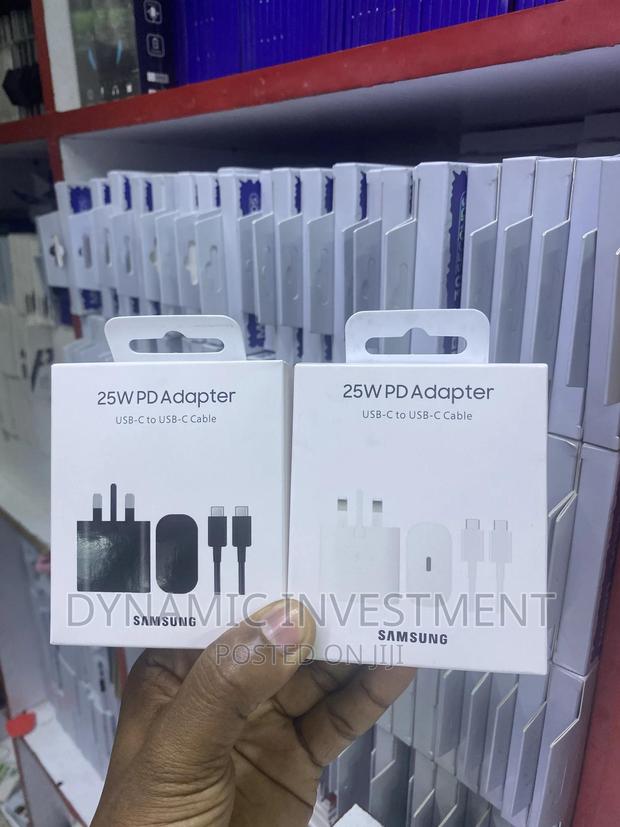 25W PD Adapter
USB-C to USB-C Cable
SAMSUNG
25W PD Adapter
USB-C to USB-C Cable
SAMSUNG
DYNAMIC INVESTMENT
POSTED ON JIJI